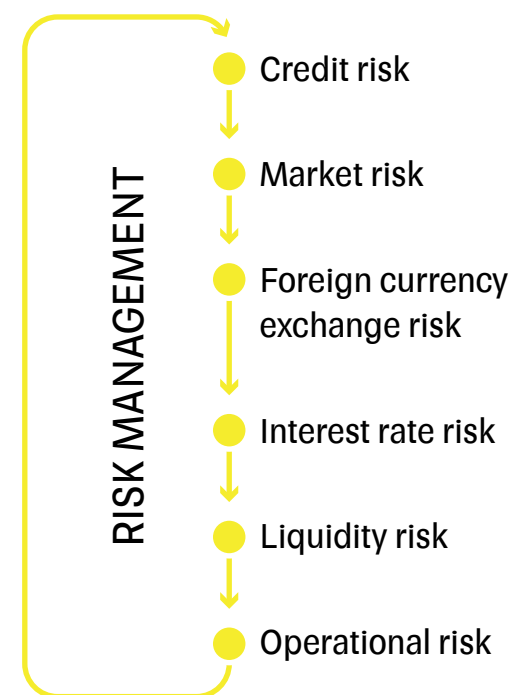 RISK MANAGEMENT
Credit risk
Market risk
Foreign currency
exchange risk
Interest rate risk
Liquidity risk
Operational risk